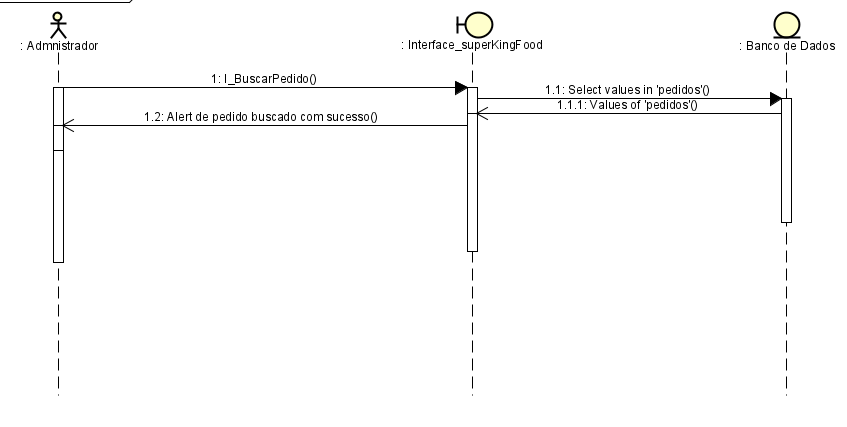 : Admnistrador
: Interface_superKingFood
: Banco de Dados
1: I_BuscarPedido()
1.1: Select values in 'pedidos'()
1.1.1: Values of 'pedidos'()
1.2: Alert de pedido buscado com sucesso()